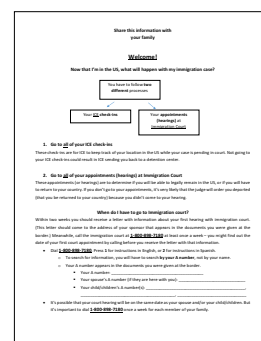 Share this information with
your family
Welcome!
Now that I'm in the US, what will happen with my immigration case?
You have to follow two
different processes
Your ICE check-ins
Your appointments
(hearings) at
Immigration Court
1. Go to all of your ICE check-ins
These check-ins are for ICE to keep track of your location in the US while your case is pending in court. Not going to
your ICE check-ins could result in ICE sending you back to a detention center.
2. Go to all of your appointments (hearings) at Immigration Court
These appointments (or hearings) are to determine if you will be able to legally remain in the US, or if you will have
to return to your country. If you don't go to your appointments, it's very likely that the judge will order you deported
(that you be returned to your country) because you didn't come to your hearing.
When do I have to go to immigration court?
Within two weeks you should receive a letter with information about your first hearing with immigration court.
(This letter should come to the address of your sponsor that appears in the documents you were given at the
border.) Meanwhile, call the immigration court at 1-800-898-7180 at least once a week – you might find out the
date of your first court appointment by calling before you receive the letter with that information.
• Dial 1-800-898-7180. Press 1 for instructions in English, or 2 for instructions in Spanish.
o To search for information, you will have to search by your A number, not by your name.
o Your A number appears in the documents you were given at the border.
▪ Your A number:
▪ Your spouse's A number (if they are here with you):
▪ Your child/children's A number(s):
• It's possible that your court hearing will be on the same date as your spouse and/or your child/children. But
it's important to dial 1-800-898-7180 once a week for each member of your family.